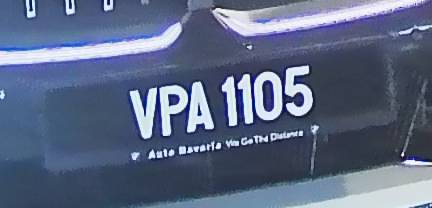 VPA 1105
Auto Bavaria We Go The Distance